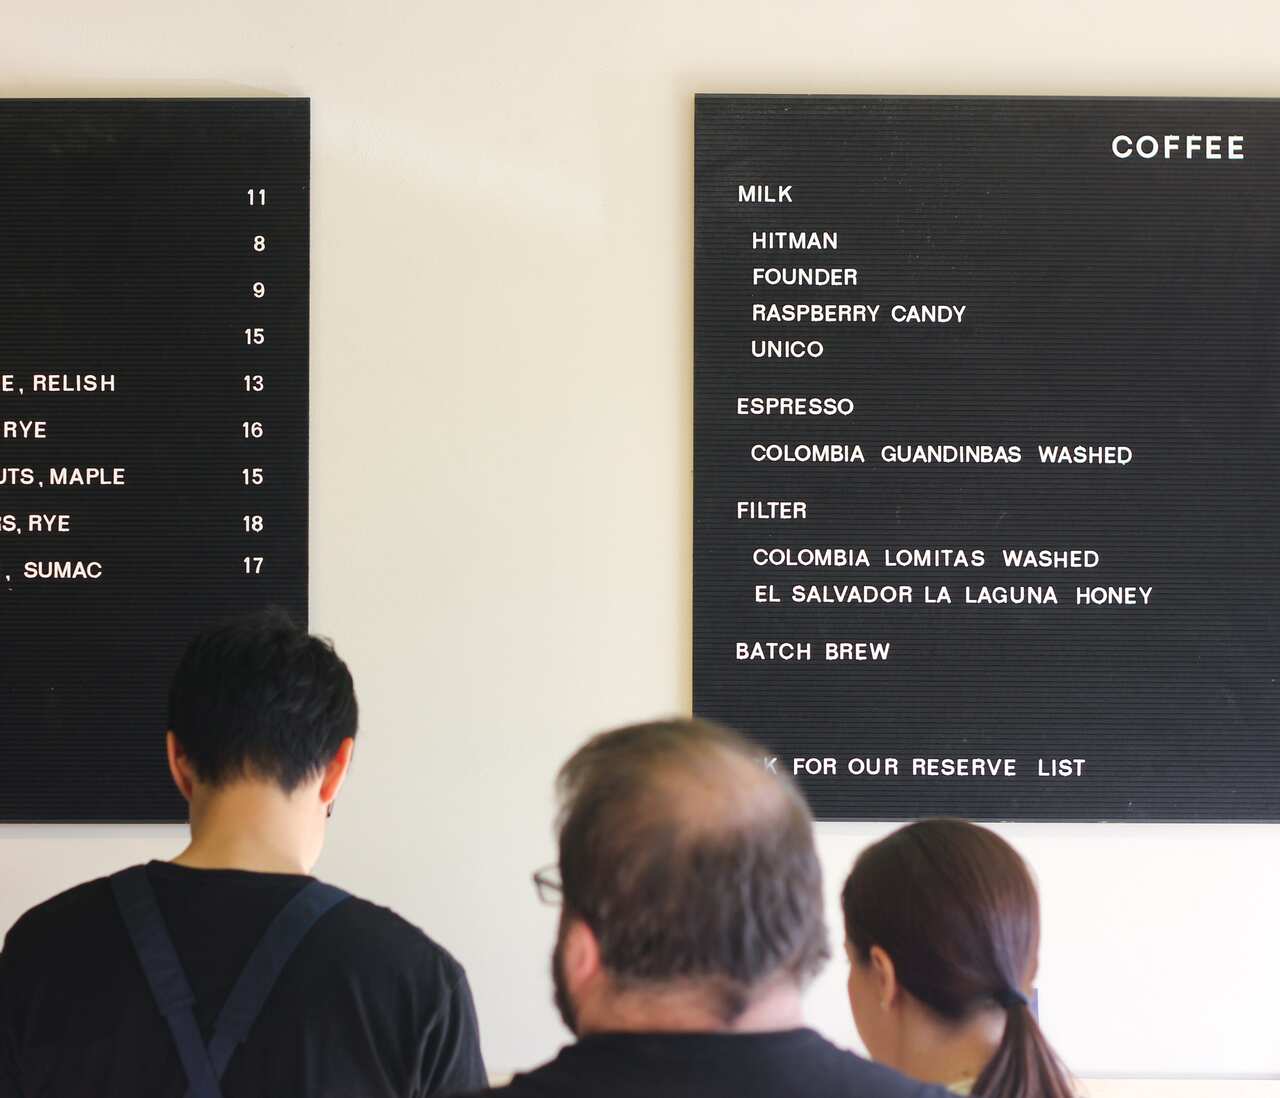 11
8
9
15
E, RELISH 13
RYE 16
UTS, MAPLE 15
RS, RYE 18
, SUMAC 17
COFFEE
MILK
HITMAN
FOUNDER
RASPBERRY CANDY
UNICO
ESPRESSO
COLOMBIA GUANDINBAS WASHED
FILTER
COLOMBIA LOMITAS WASHED
EL SALVADOR LA LAGUNA HONEY
BATCH BREW
K FOR OUR RESERVE LIST